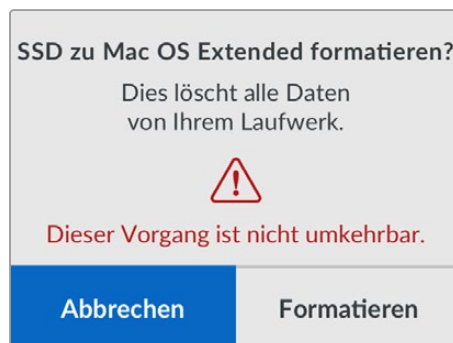 SSD zu Mac OS Extended formatieren?
Dies löscht alle Daten
von Ihrem Laufwerk.
Dieser Vorgang ist nicht umkehrbar.
Abbrechen Formatieren